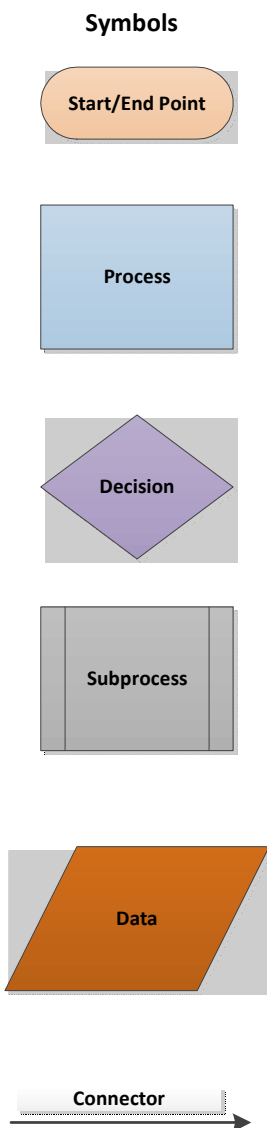 Symbols
Start/End Point
Process
Decision
Subprocess
Data
Connector